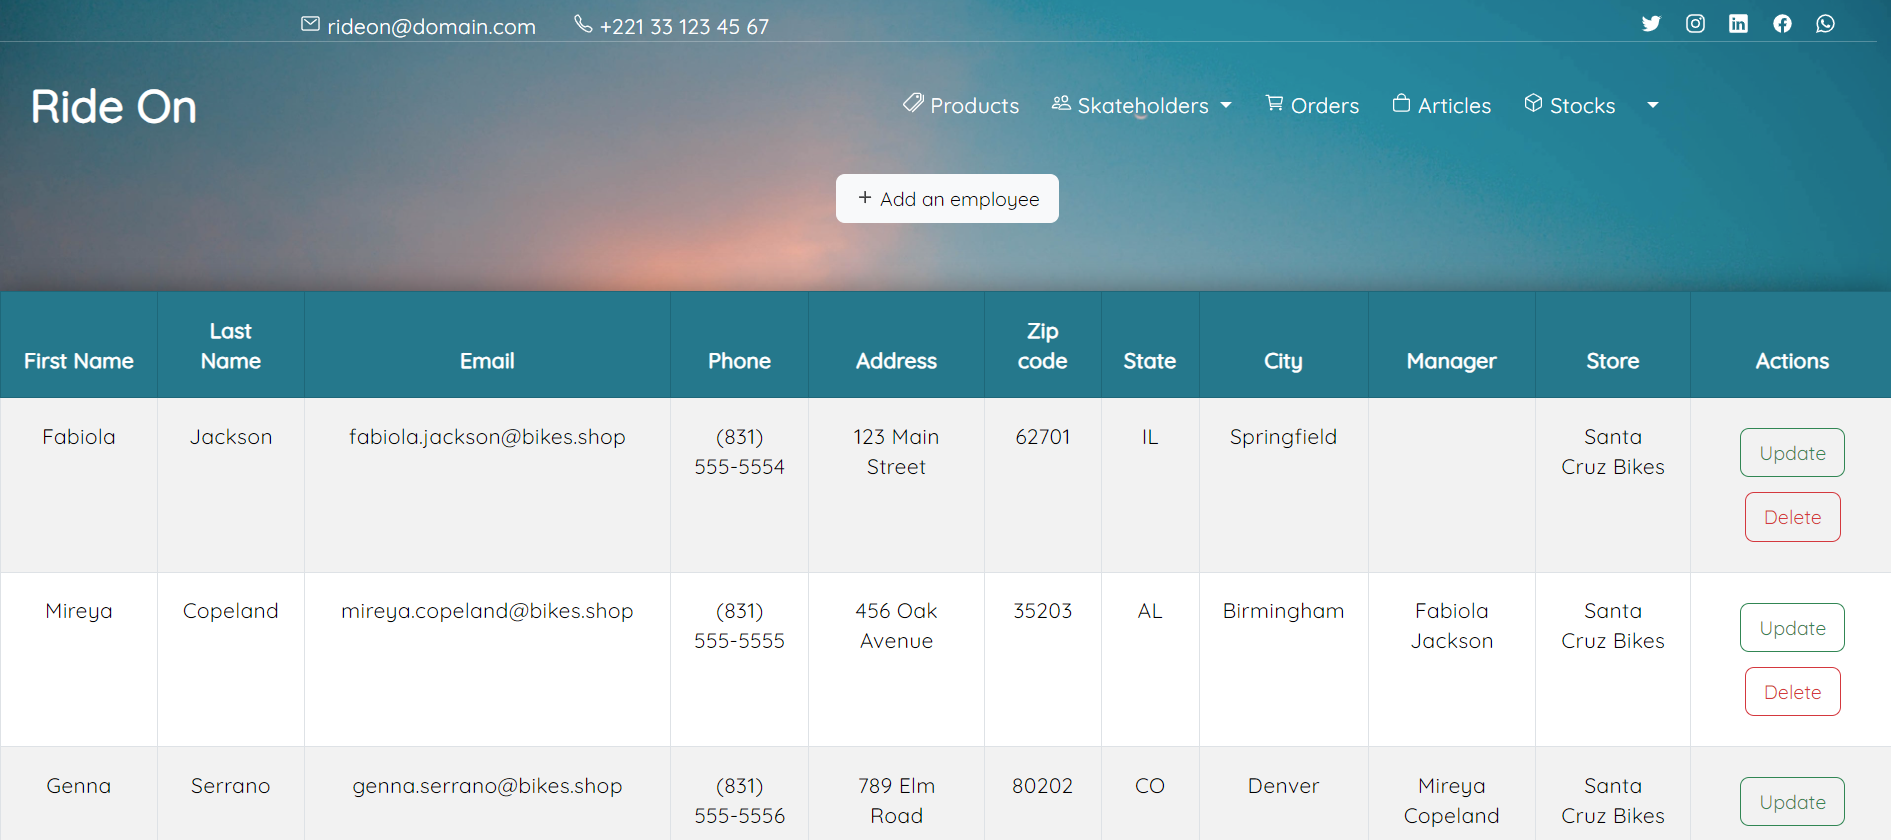 rideon@domain.com +221 33 123 45 67
Ride On
Products Skateholders Orders Articles Stocks
+ Add an employee
First Name Last Name Email Phone Address Zip code State City Manager Store Actions
Fabiola Jackson fabiola.jackson@bikes.shop (831) 555-5554 123 Main Street 62701 IL Springfield Santa Cruz Bikes Update
Delete
Mireya Copeland mireya.copeland@bikes.shop (831) 555-5555 456 Oak Avenue 35203 AL Birmingham Fabiola Jackson Santa Cruz Bikes Update
Delete
Genna Serrano genna.serrano@bikes.shop (831) 555-5556 789 Elm Road 80202 CO Denver Mireya Copeland Santa Cruz Bikes Update